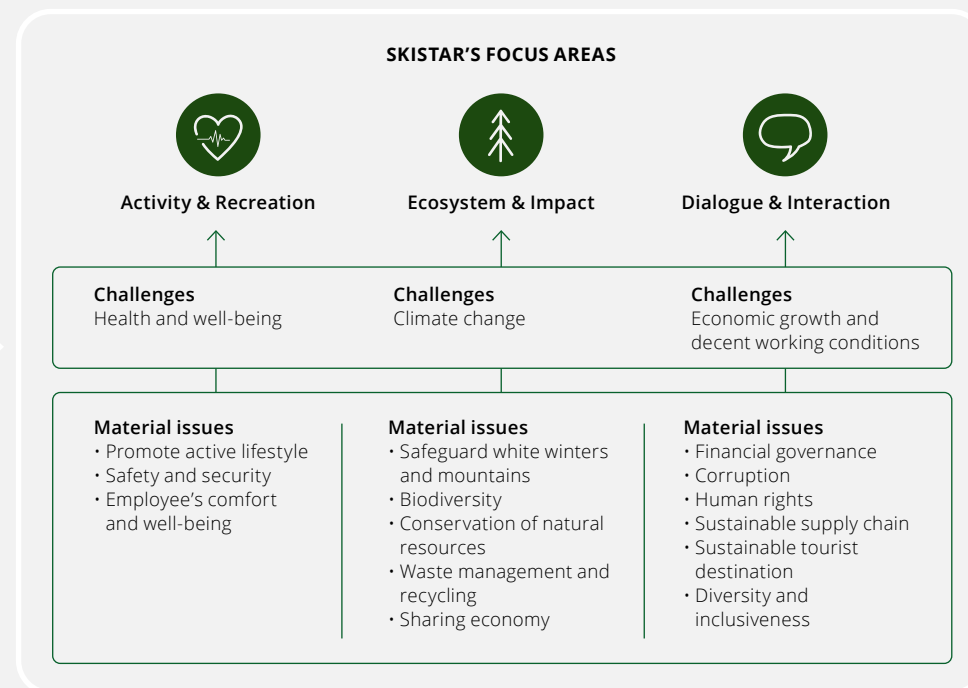 SKISTAR'S FOCUS AREAS
Activity & Recreation
Ecosystem & Impact
Dialogue & Interaction
Challenges
Health and well-being
Challenges
Climate change
Challenges
Economic growth and
decent working conditions
Material issues
• Promote active lifestyle
• Safety and security
• Employee's comfort
and well-being
Material issues
• Safeguard white winters
and mountains
• Biodiversity
• Conservation of natural
resources
• Waste management and
recycling
• Sharing economy
Material issues
• Financial governance
• Corruption
• Human rights
• Sustainable supply chain
• Sustainable tourist
destination
• Diversity and
inclusiveness